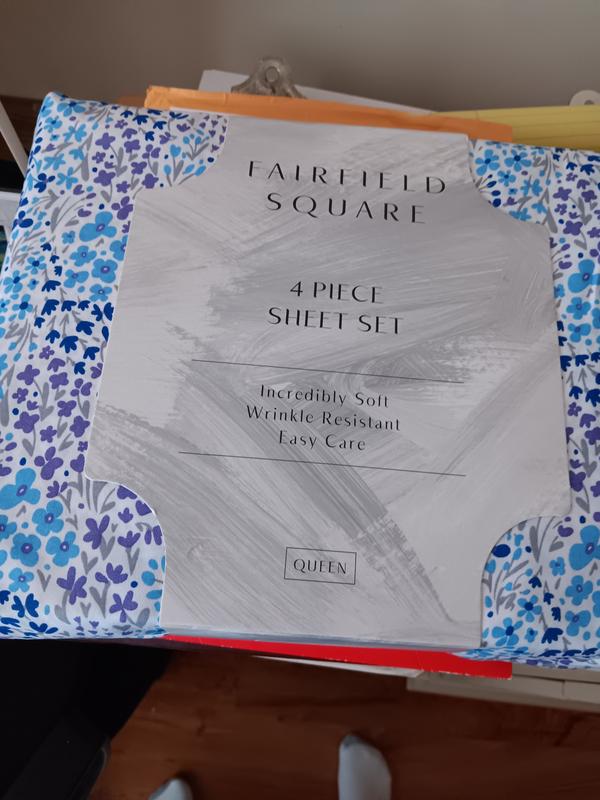 FAIRFIELD
SQUARE
4 PIECE
SHEET SET
Incredibly Soft
Wrinkle Resistant
Easy Care
QUEEN